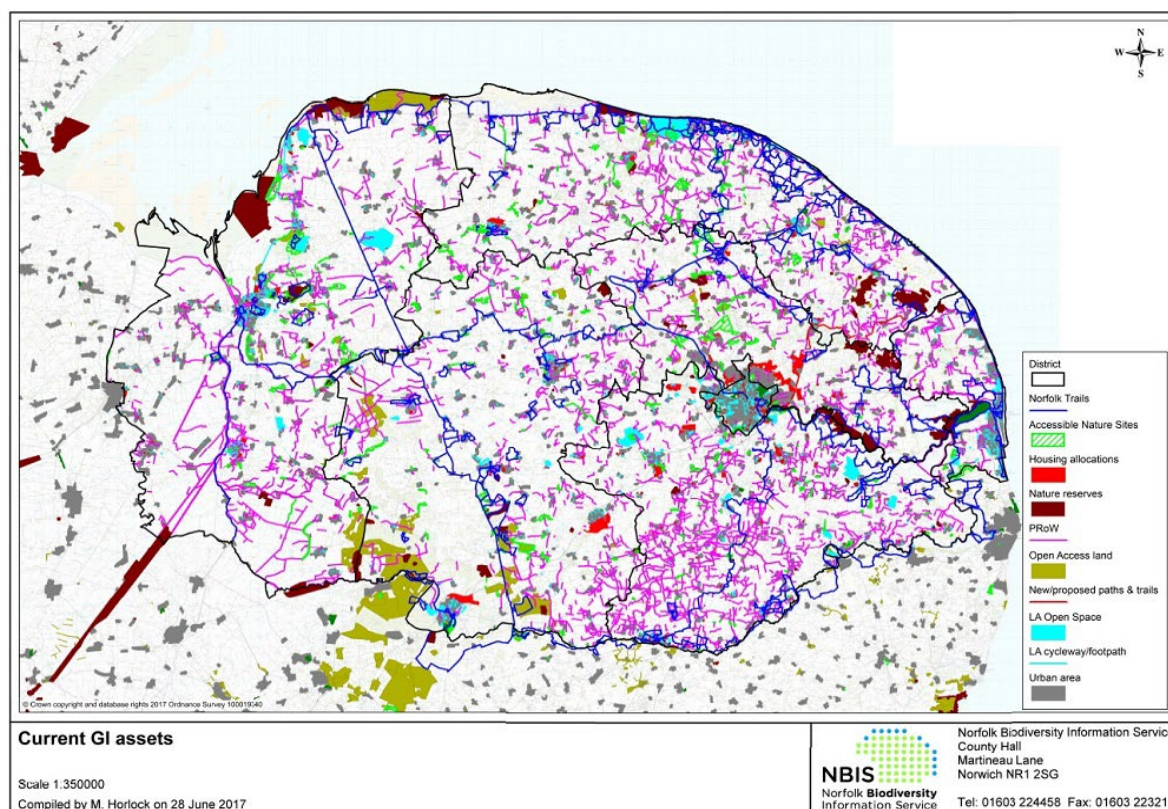 N
W E
S
District
Norfolk Trails
Accessible Nature Sites
Housing allocations
Nature reserves
PRoW
Open Access land
New/proposed paths & trails
LA Open Space
LA cycleway/footpath
Urban area
© Crown copyright and database rights 2017 Ordnance Survey 100019340
Current GI assets
Scale 1:350000
Compiled by M. Horlock on 28 June 2017
NBIS
Norfolk Biodiversity
Information Service
Norfolk Biodiversity Information Servic
County Hall
Martineau Lane
Norwich NR1 2SG
Tel: 01603 224458 Fax: 01603 22321